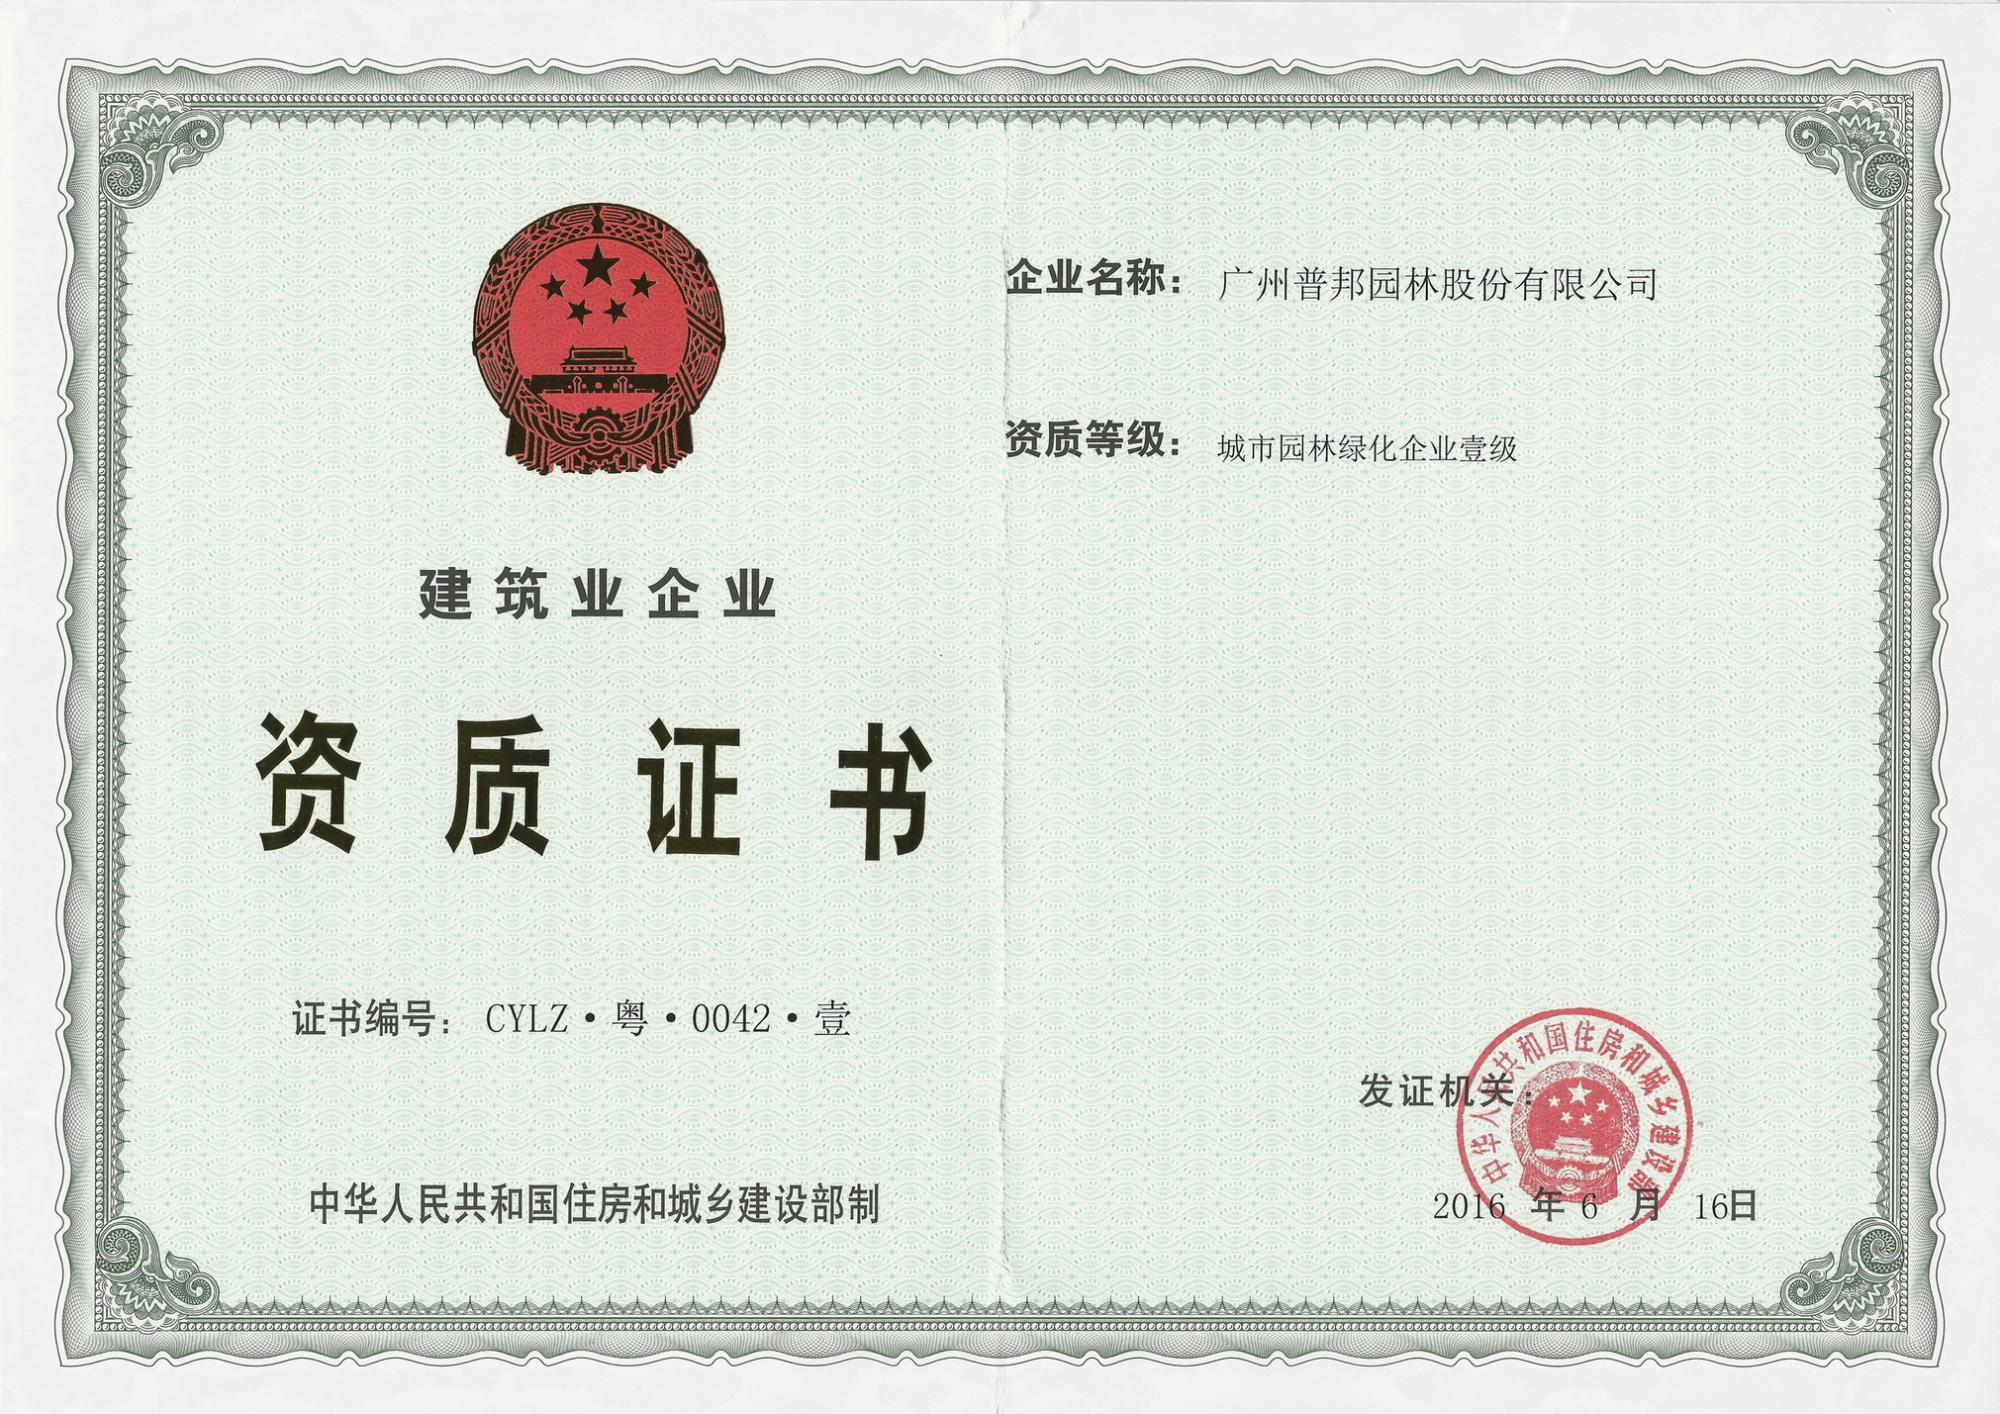 建筑业企业
资质证书
证书编号：CYLZ·粤·0042·壹
中华人民共和国住房和城乡建设部制
企业名称：广州普邦园林股份有限公司
资质等级：城市园林绿化企业壹级
发证机关：
中华人民共和国住房和城乡建设部
2016 年 6 月 16日